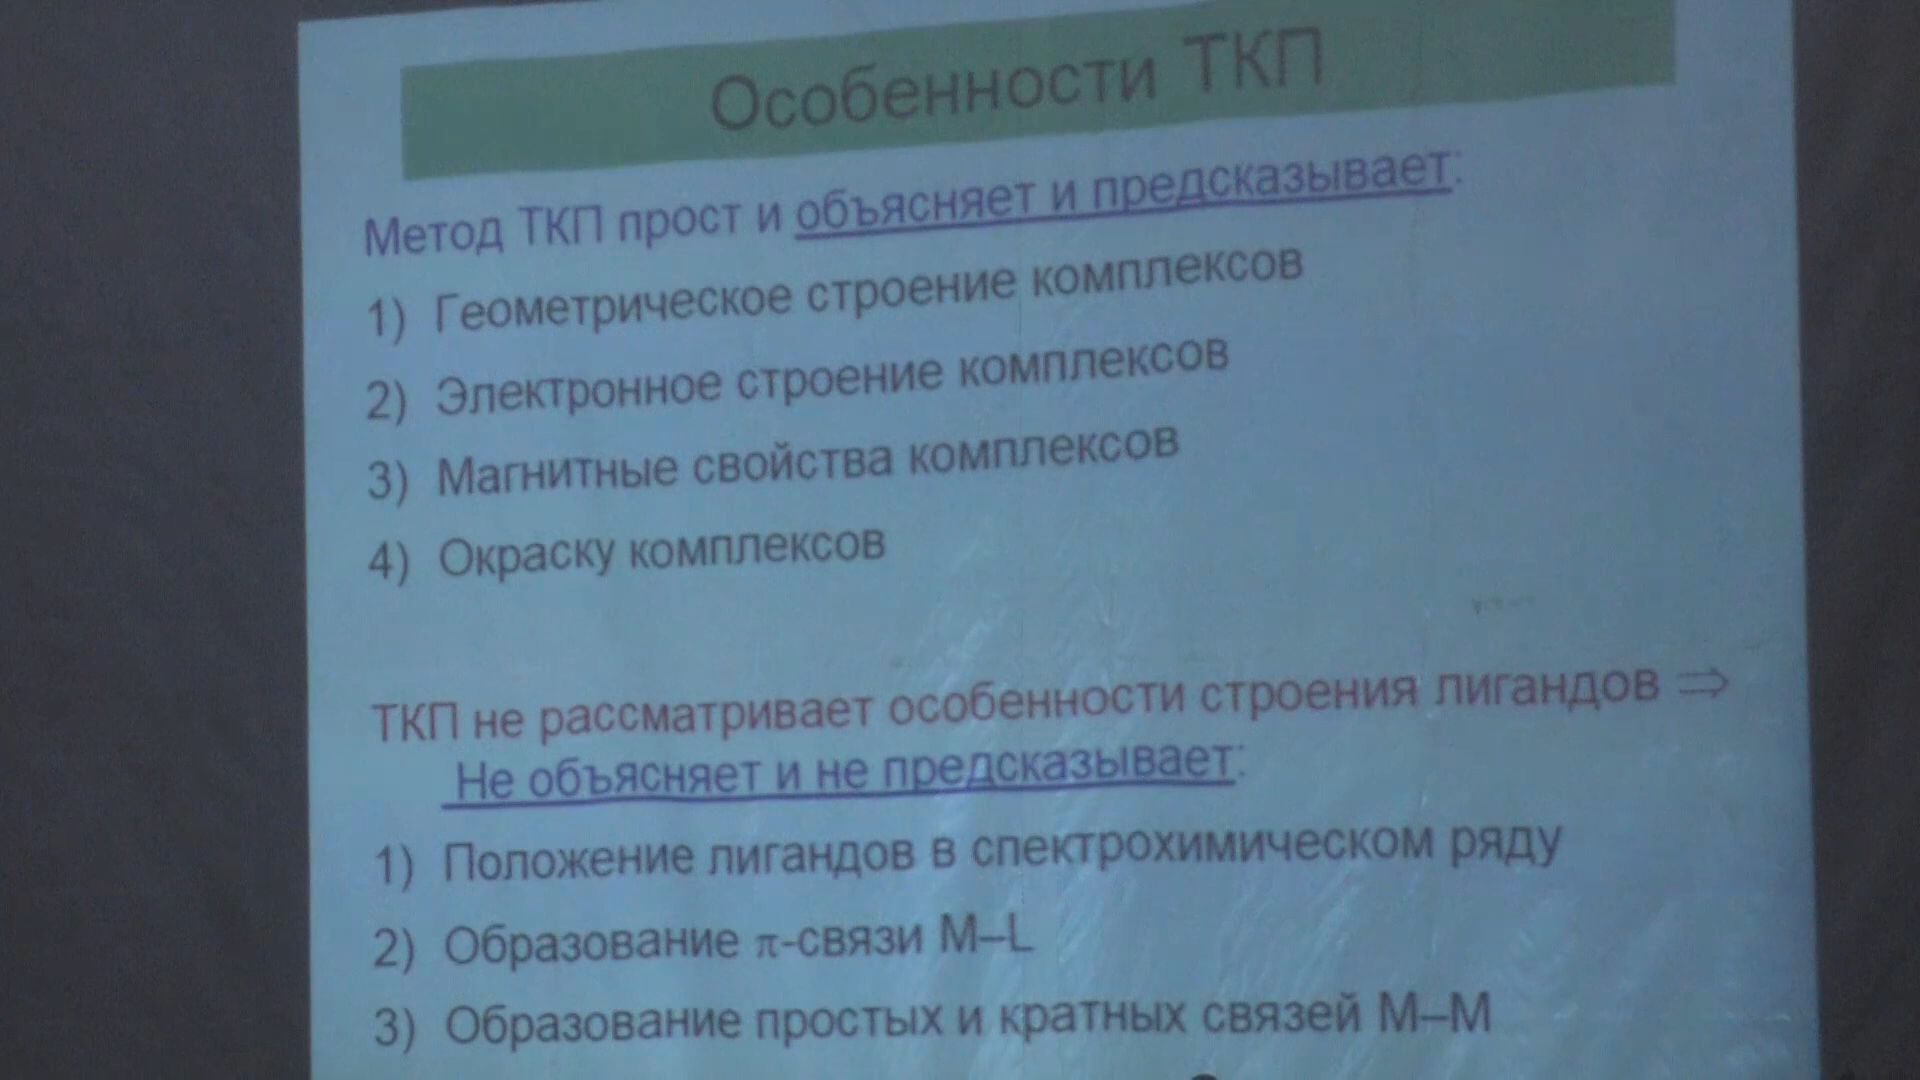 Особенности ТКП
Метод ТКП прост и объясняет и предсказывает:
1) Геометрическое строение комплексов
2) Электронное строение комплексов
3) Магнитные свойства комплексов
4) Окраску комплексов
ТКП не рассматривает особенности строения лигандов ⇒
Не объясняет и не предсказывает:
1) Положение лигандов в спектрохимическом ряду
2) Образование π-связи M–L
3) Образование простых и кратных связей M–M